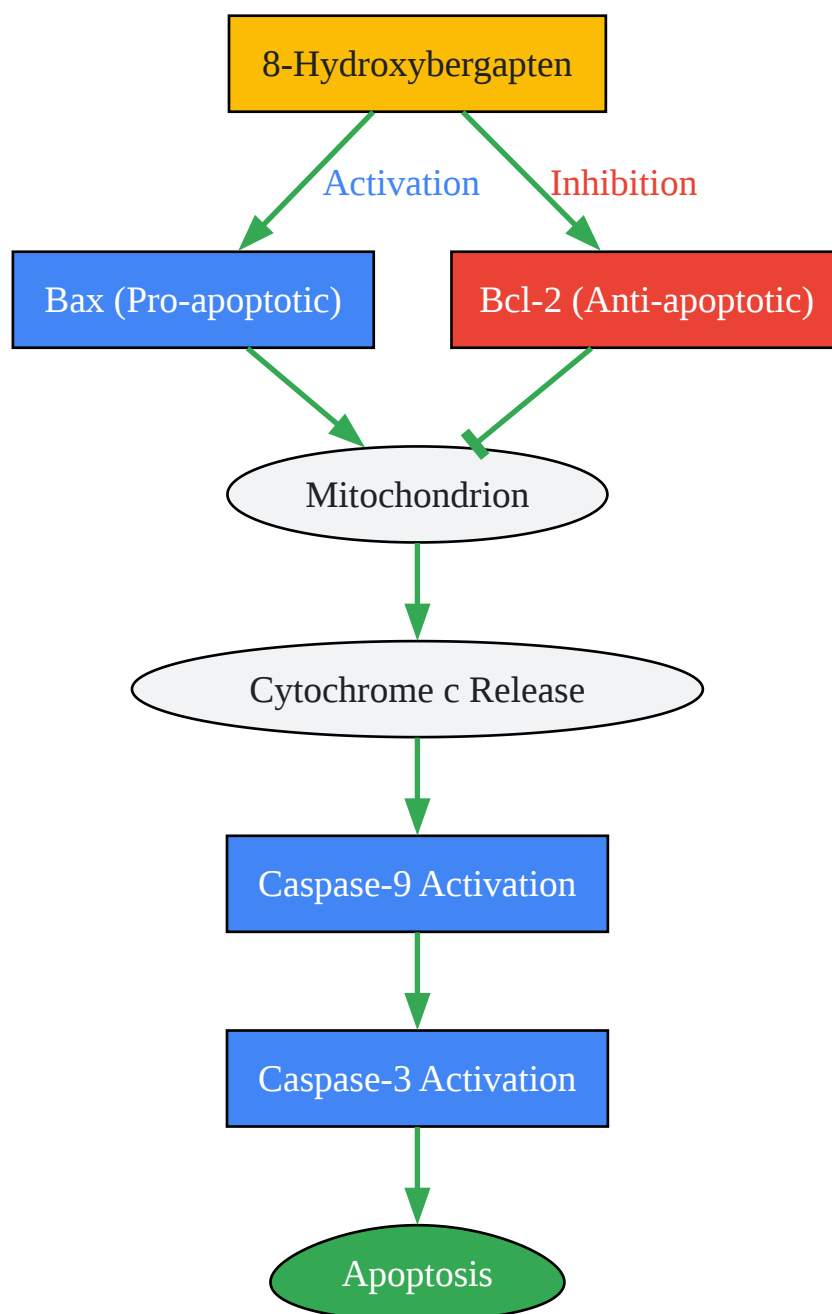 8-Hydroxybergapten
Activation
Inhibition
Bax (Pro-apoptotic)
Bcl-2 (Anti-apoptotic)
Mitochondrion
Cytochrome c Release
Caspase-9 Activation
Caspase-3 Activation
Apoptosis